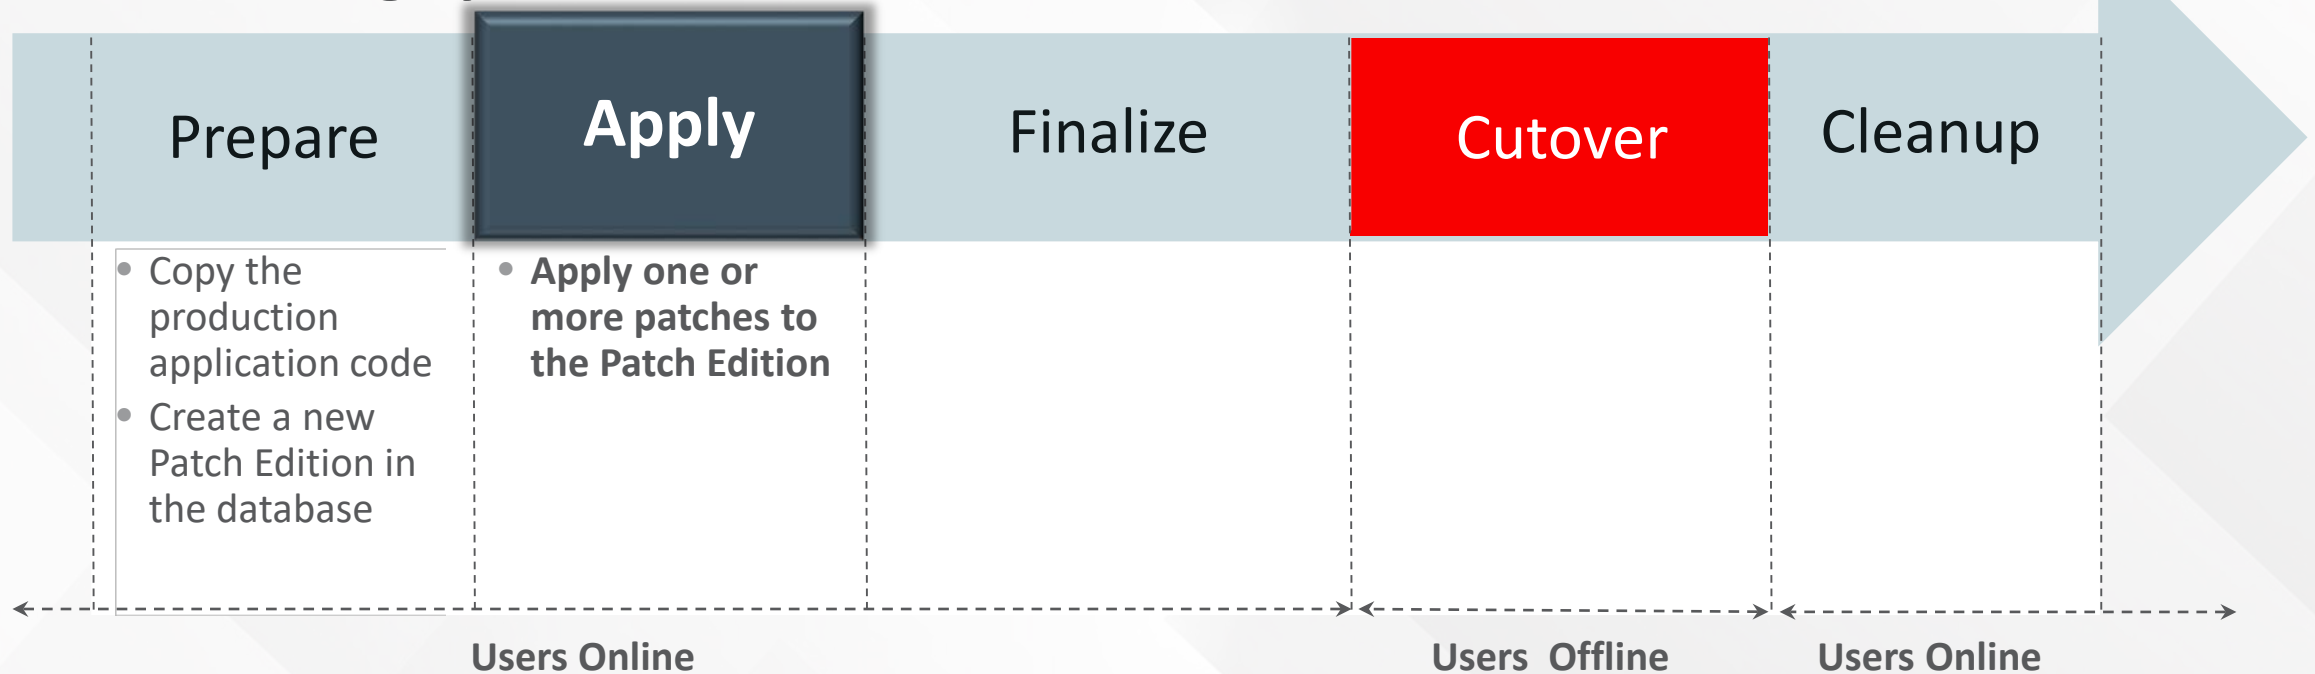 Prepare
Apply
Finalize
Cutover
Cleanup
• Copy the
production
application code
• Create a new
Patch Edition in
the database
• Apply one or
more patches to
the Patch Edition
Users Online
Users Offline
Users Online